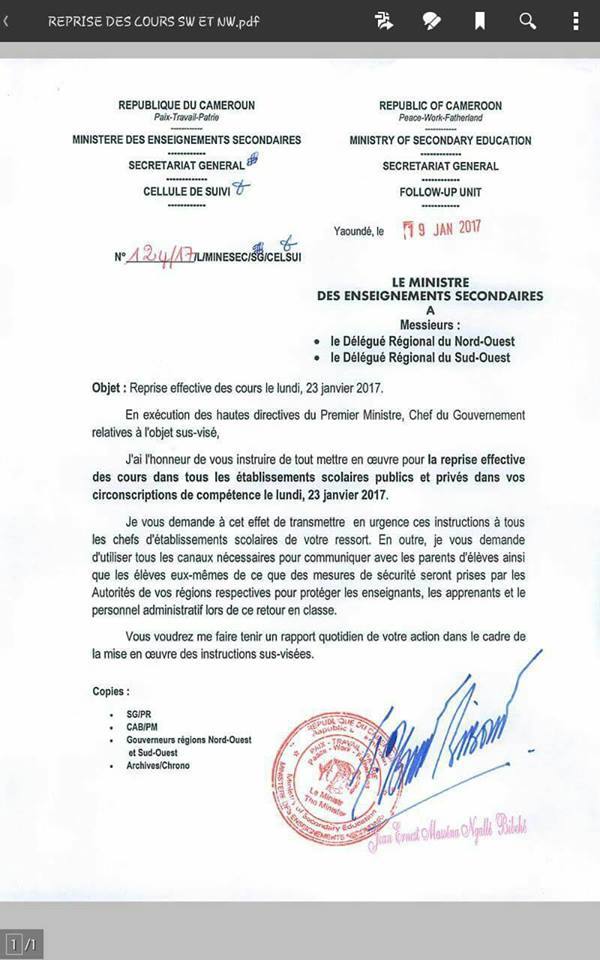 REPRISE DES COURS SW ET NW.pdf
REPUBLIQUE DU CAMEROUN
Paix-Travail-Patrie
MINISTERE DES ENSEIGNEMENTS SECONDAIRES
SECRETARIAT GENERAL
CELLULE DE SUIVI
REPUBLIC OF CAMEROON
Peace-Work-Fatherland
MINISTRY OF SECONDARY EDUCATION
SECRETARIAT GENERAL
FOLLOW-UP UNIT
Yaoundé, le 19 JAN 2017
N° 124/17/L/MINESEC/SG/CELSUI
LE MINISTRE
DES ENSEIGNEMENTS SECONDAIRES
A
Messieurs :
• le Délégué Régional du Nord-Ouest
• le Délégué Régional du Sud-Ouest
Objet : Reprise effective des cours le lundi, 23 janvier 2017.
En exécution des hautes directives du Premier Ministre, Chef du Gouvernement
relatives à l'objet sus-visé,
J'ai l'honneur de vous instruire de tout mettre en œuvre pour la reprise effective
des cours dans tous les établissements scolaires publics et privés dans vos
circonscriptions de compétence le lundi, 23 janvier 2017.
Je vous demande à cet effet de transmettre en urgence ces instructions à tous
les chefs d'établissements scolaires de votre ressort. En outre, je vous demande
d'utiliser tous les canaux nécessaires pour communiquer avec les parents d'élèves ainsi
que les élèves eux-mêmes de ce que des mesures de sécurité seront prises par les
Autorités de vos régions respectives pour protéger les enseignants, les apprenants et le
personnel administratif lors de ce retour en classe.
Vous voudrez me faire tenir un rapport quotidien de votre action dans le cadre de
la mise en œuvre des instructions sus-visées.
Copies :
• SG/PR
• CAB/PM
• Gouverneurs régions Nord-Ouest
et Sud-Ouest
• Archives/Chrono
REPUBLIQUE DU
PAIX - TRAVAIL - PATRIE
Peace - Work -
Le Ministre
The Minister
Ministry of Secondary Education
MINISTERE DES ENSEIGNEMENTS SECONDAIRES
Jean Ernest Masséna Ngallé Bibéhé
1/1